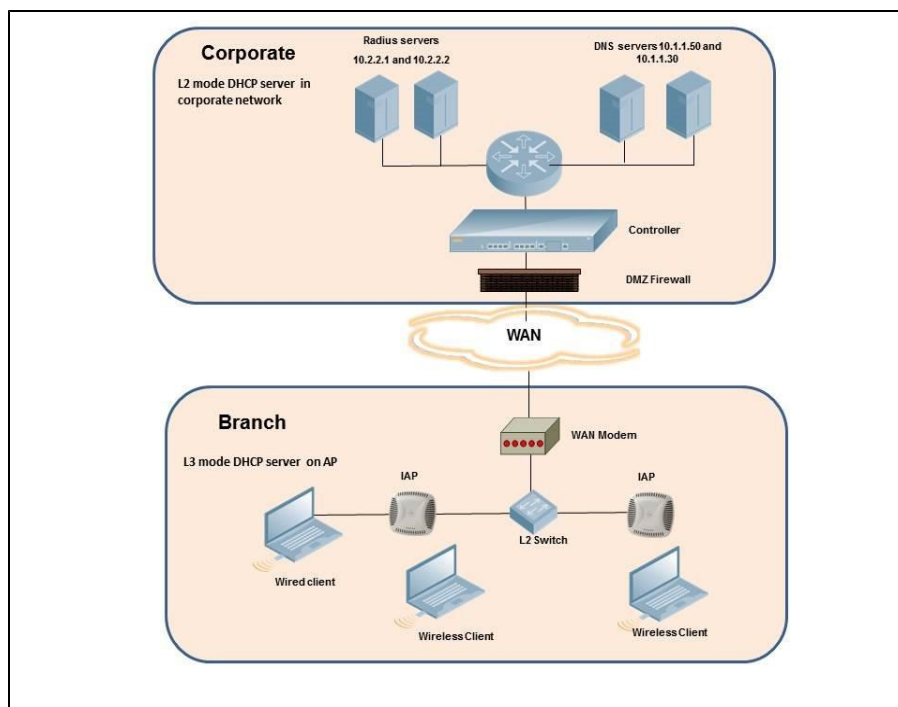 Corporate
L2 mode DHCP server in
corporate network
Radius servers
10.2.2.1 and 10.2.2.2
DNS servers 10.1.1.50 and
10.1.1.30
Controller
DMZ Firewall
WAN
Branch
L3 mode DHCP server on AP
WAN Modem
IAP
IAP
L2 Switch
Wired client
Wireless Client
Wireless Client